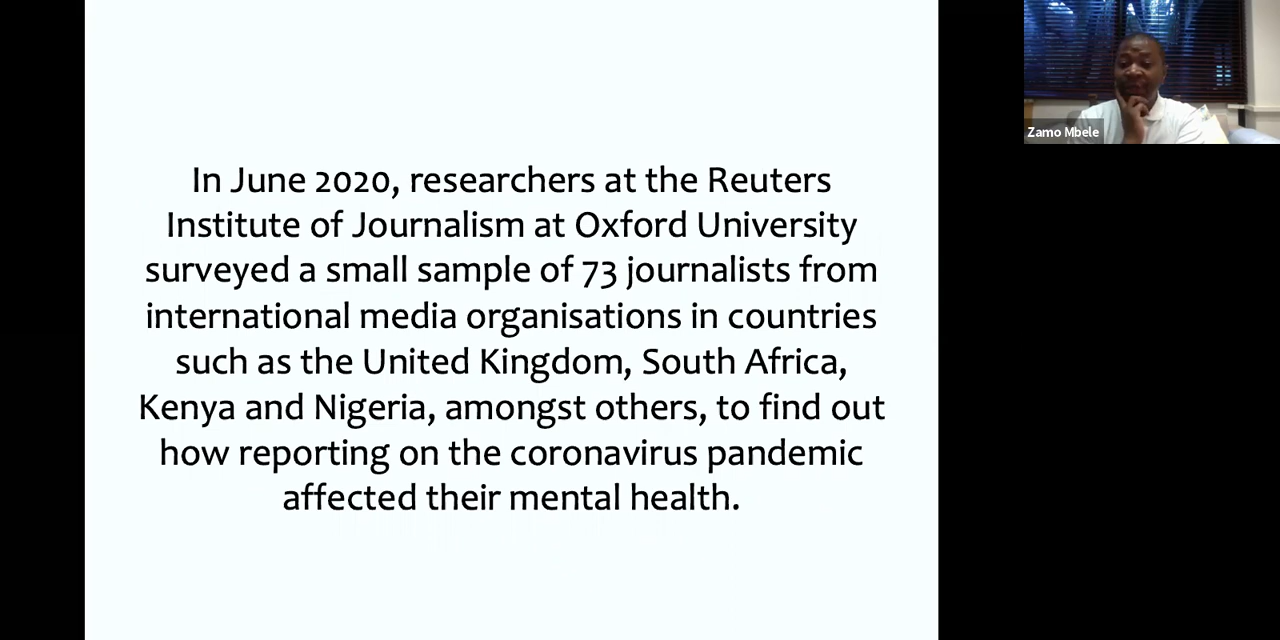 In June 2020, researchers at the Reuters
Institute of Journalism at Oxford University
surveyed a small sample of 73 journalists from
international media organisations in countries
such as the United Kingdom, South Africa,
Kenya and Nigeria, amongst others, to find out
how reporting on the coronavirus pandemic
affected their mental health.
Zamo Mbele